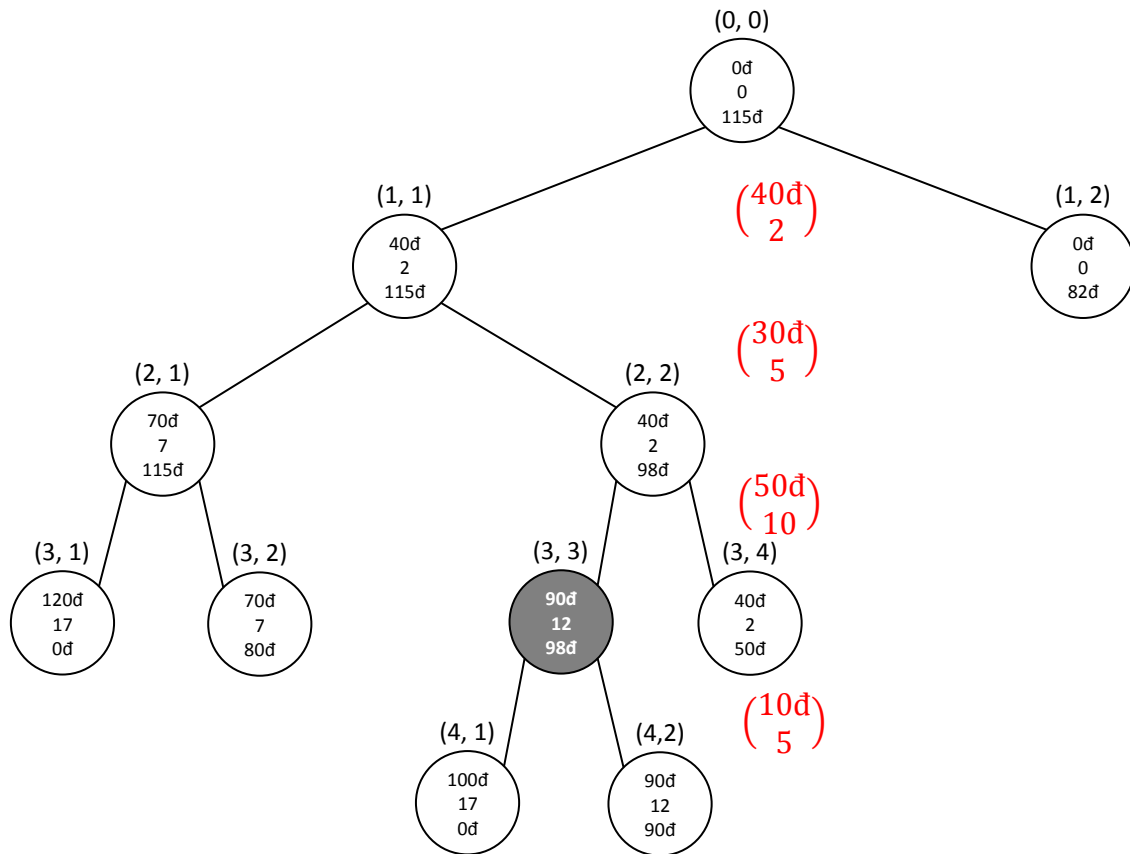 (0, 0)
0đ
0
115đ
(1, 1)
40đ
2
115đ
(40đ
2)
(1, 2)
0đ
0
82đ
(30đ
5)
(2, 1)
70đ
7
115đ
(2, 2)
40đ
2
98đ
(50đ
10)
(3, 1)
120đ
17
0đ
(3, 2)
70đ
7
80đ
(3, 3)
90đ
12
98đ
(3, 4)
40đ
2
50đ
(10đ
5)
(4, 1)
100đ
17
0đ
(4,2)
90đ
12
90đ